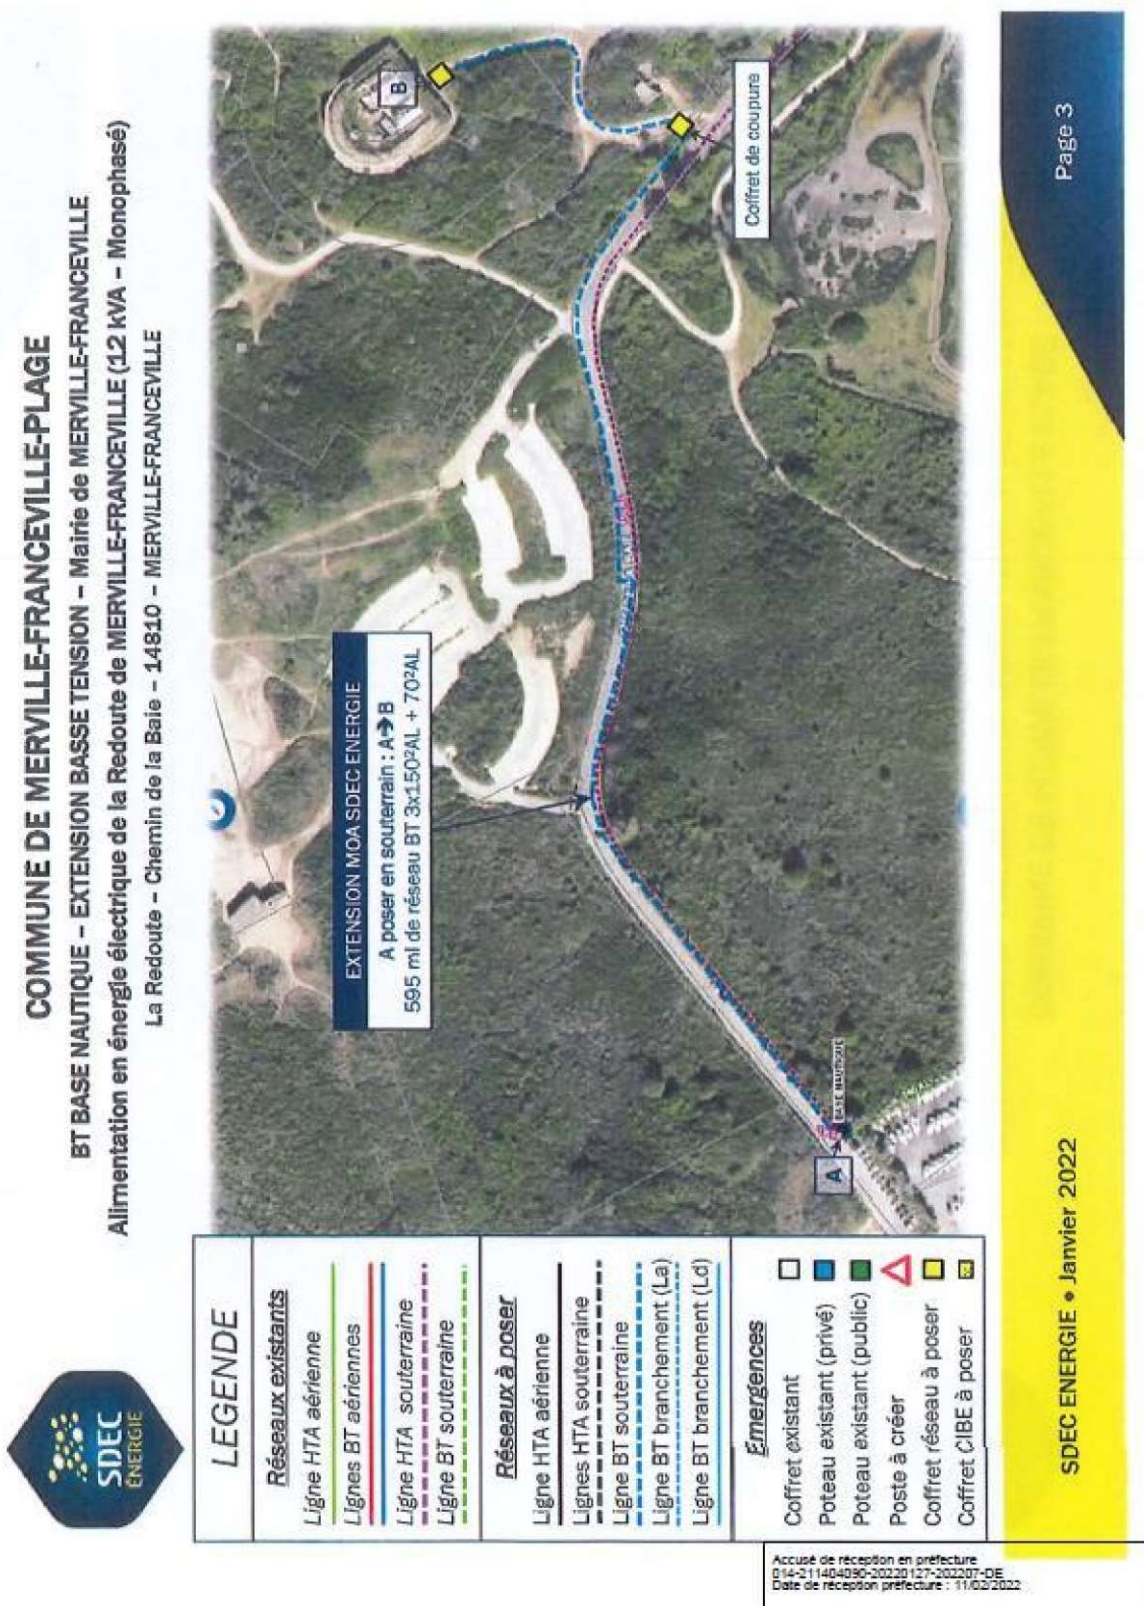 COMMUNE DE MERVILLE-FRANCEVILLE-PLAGE
BT BASE NAUTIQUE – EXTENSION BASSE TENSION – Mairie de MERVILLE-FRANCEVILLE
Alimentation en énergie électrique de la Redoute de MERVILLE-FRANCEVILLE (12 kVA – Monophasé)
La Redoute – Chemin de la Baie – 14810 – MERVILLE-FRANCEVILLE
SDEC
ÉNERGIE
LEGENDE
Réseaux existants
Ligne HTA aérienne
Lignes BT aériennes
Ligne HTA souterraine
Ligne BT souterraine
Réseaux à poser
Ligne HTA aérienne
Lignes HTA souterraine
Ligne BT souterraine
Ligne BT branchement (La)
Ligne BT branchement (Ld)
Emergences
Coffret existant
Poteau existant (privé)
Poteau existant (public)
Poste à créer
Coffret réseau à poser
Coffret CIBE à poser
EXTENSION MOA SDEC ENERGIE
A poser en souterrain : A➔B
595 ml de réseau BT 3x150²AL + 70²AL
B
Coffret de coupure
A
BASE NAUTIQUE
SDEC ENERGIE • Janvier 2022
Page 3
Accusé de réception en préfecture
014-211404090-20220127-202207-DE
Date de réception préfecture : 11/02/2022